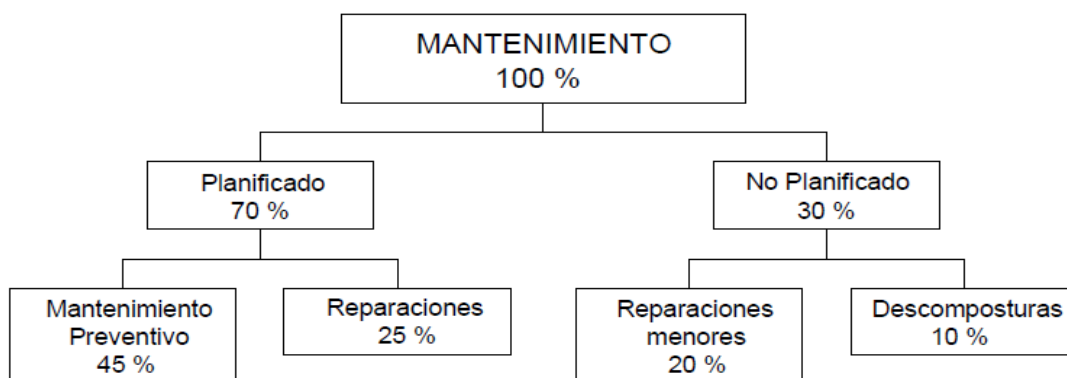 MANTENIMIENTO
100 %
Planificado
70 %
No Planificado
30 %
Mantenimiento
Preventivo
45 %
Reparaciones
25 %
Reparaciones
menores
20 %
Descomposturas
10 %